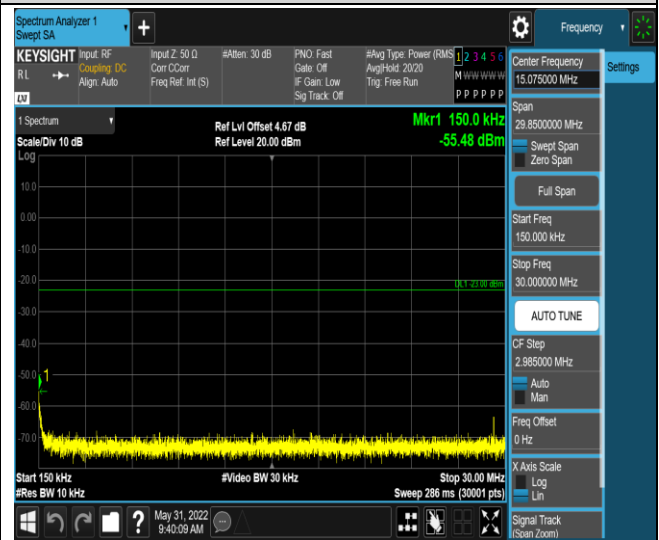 Spectrum Analyzer 1
Swept SA
+
Frequency
KEYSIGHT
RL
LXI
Input: RF
Coupling: DC
Align: Auto
Input Z: 50 Ω
Corr CCorr
Freq Ref: Int (S)
#Atten: 30 dB
PNO: Fast
Gate: Off
IF Gain: Low
Sig Track: Off
#Avg Type: Power (RMS
Avg|Hold: 20/20
Trig: Free Run
1 2 3 4 5 6
M W W W W W
P P P P P P
Center Frequency
15.075000 MHz
Settings
Span
29.8500000 MHz
Swept Span
Zero Span
Full Span
Start Freq
150.000 kHz
Stop Freq
30.000000 MHz
AUTO TUNE
CF Step
2.985000 MHz
Auto
Man
Freq Offset
0 Hz
X Axis Scale
Log
Lin
Signal Track
(Span Zoom)
1 Spectrum
Scale/Div 10 dB
Log
Ref Lvl Offset 4.67 dB
Ref Level 20.00 dBm
Mkr1 150.0 kHz
-55.48 dBm
10.0
0.00
-10.0
-20.0
DL1 -23.00 dBm
-30.0
-40.0
-50.0
1
-60.0
-70.0
Start 150 kHz
#Video BW 30 kHz
Stop 30.00 MHz
#Res BW 10 kHz
Sweep 286 ms (30001 pts)
?
May 31, 2022
9:40:09 AM